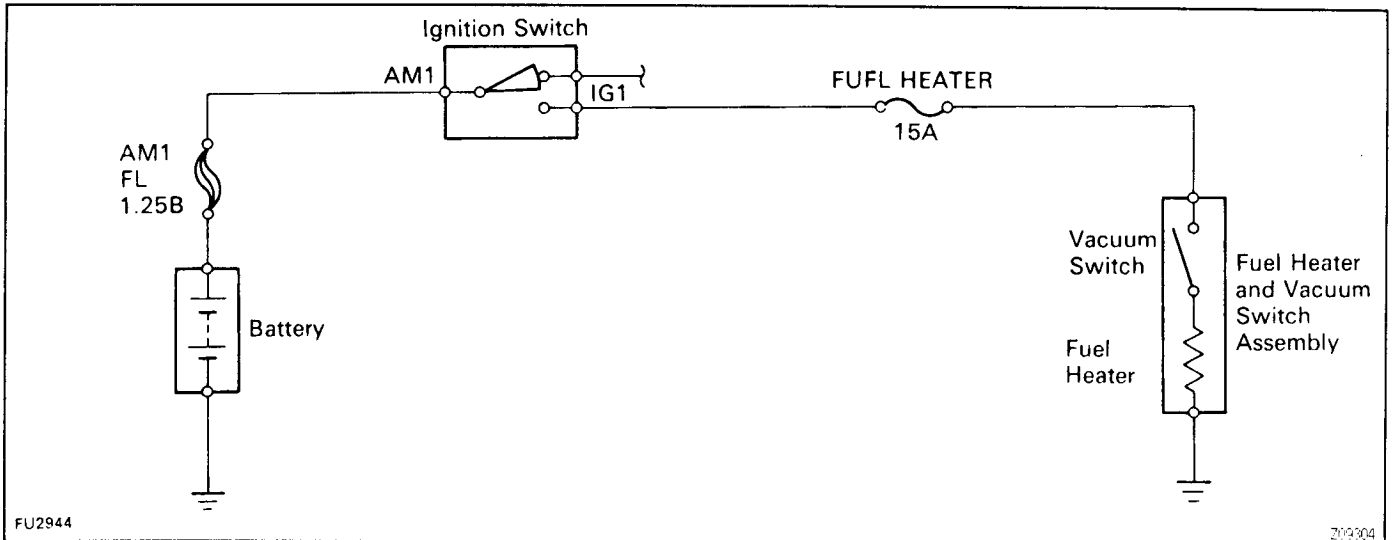 Ignition Switch
AM1
IG1
FUFL HEATER
15A
AM1
FL
1.25B
Battery
Vacuum
Switch
Fuel
Heater
Fuel Heater
and Vacuum
Switch
Assembly
FU2944
Z09304